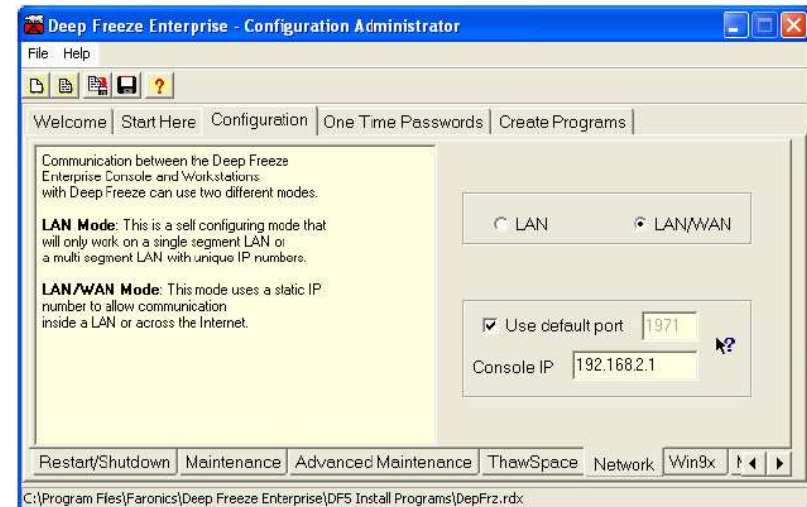 Deep Freeze Enterprise - Configuration Administrator
File Help
?
Welcome Start Here Configuration One Time Passwords Create Programs
Communication between the Deep Freeze
Enterprise Console and Workstations
with Deep Freeze can use two different modes.
LAN Mode: This is a self configuring mode that
will only work on a single segment LAN or
a multi segment LAN with unique IP numbers.
LAN/WAN Mode: This mode uses a static IP
number to allow communication
inside a LAN or across the Internet.
LAN LAN/WAN
Use default port 1971
?
Console IP 192.168.2.1
Restart/Shutdown Maintenance Advanced Maintenance ThawSpace Network Win9x
C:\Program Files\Faronics\Deep Freeze Enterprise\DF5 Install Programs\DepFrz.rdx